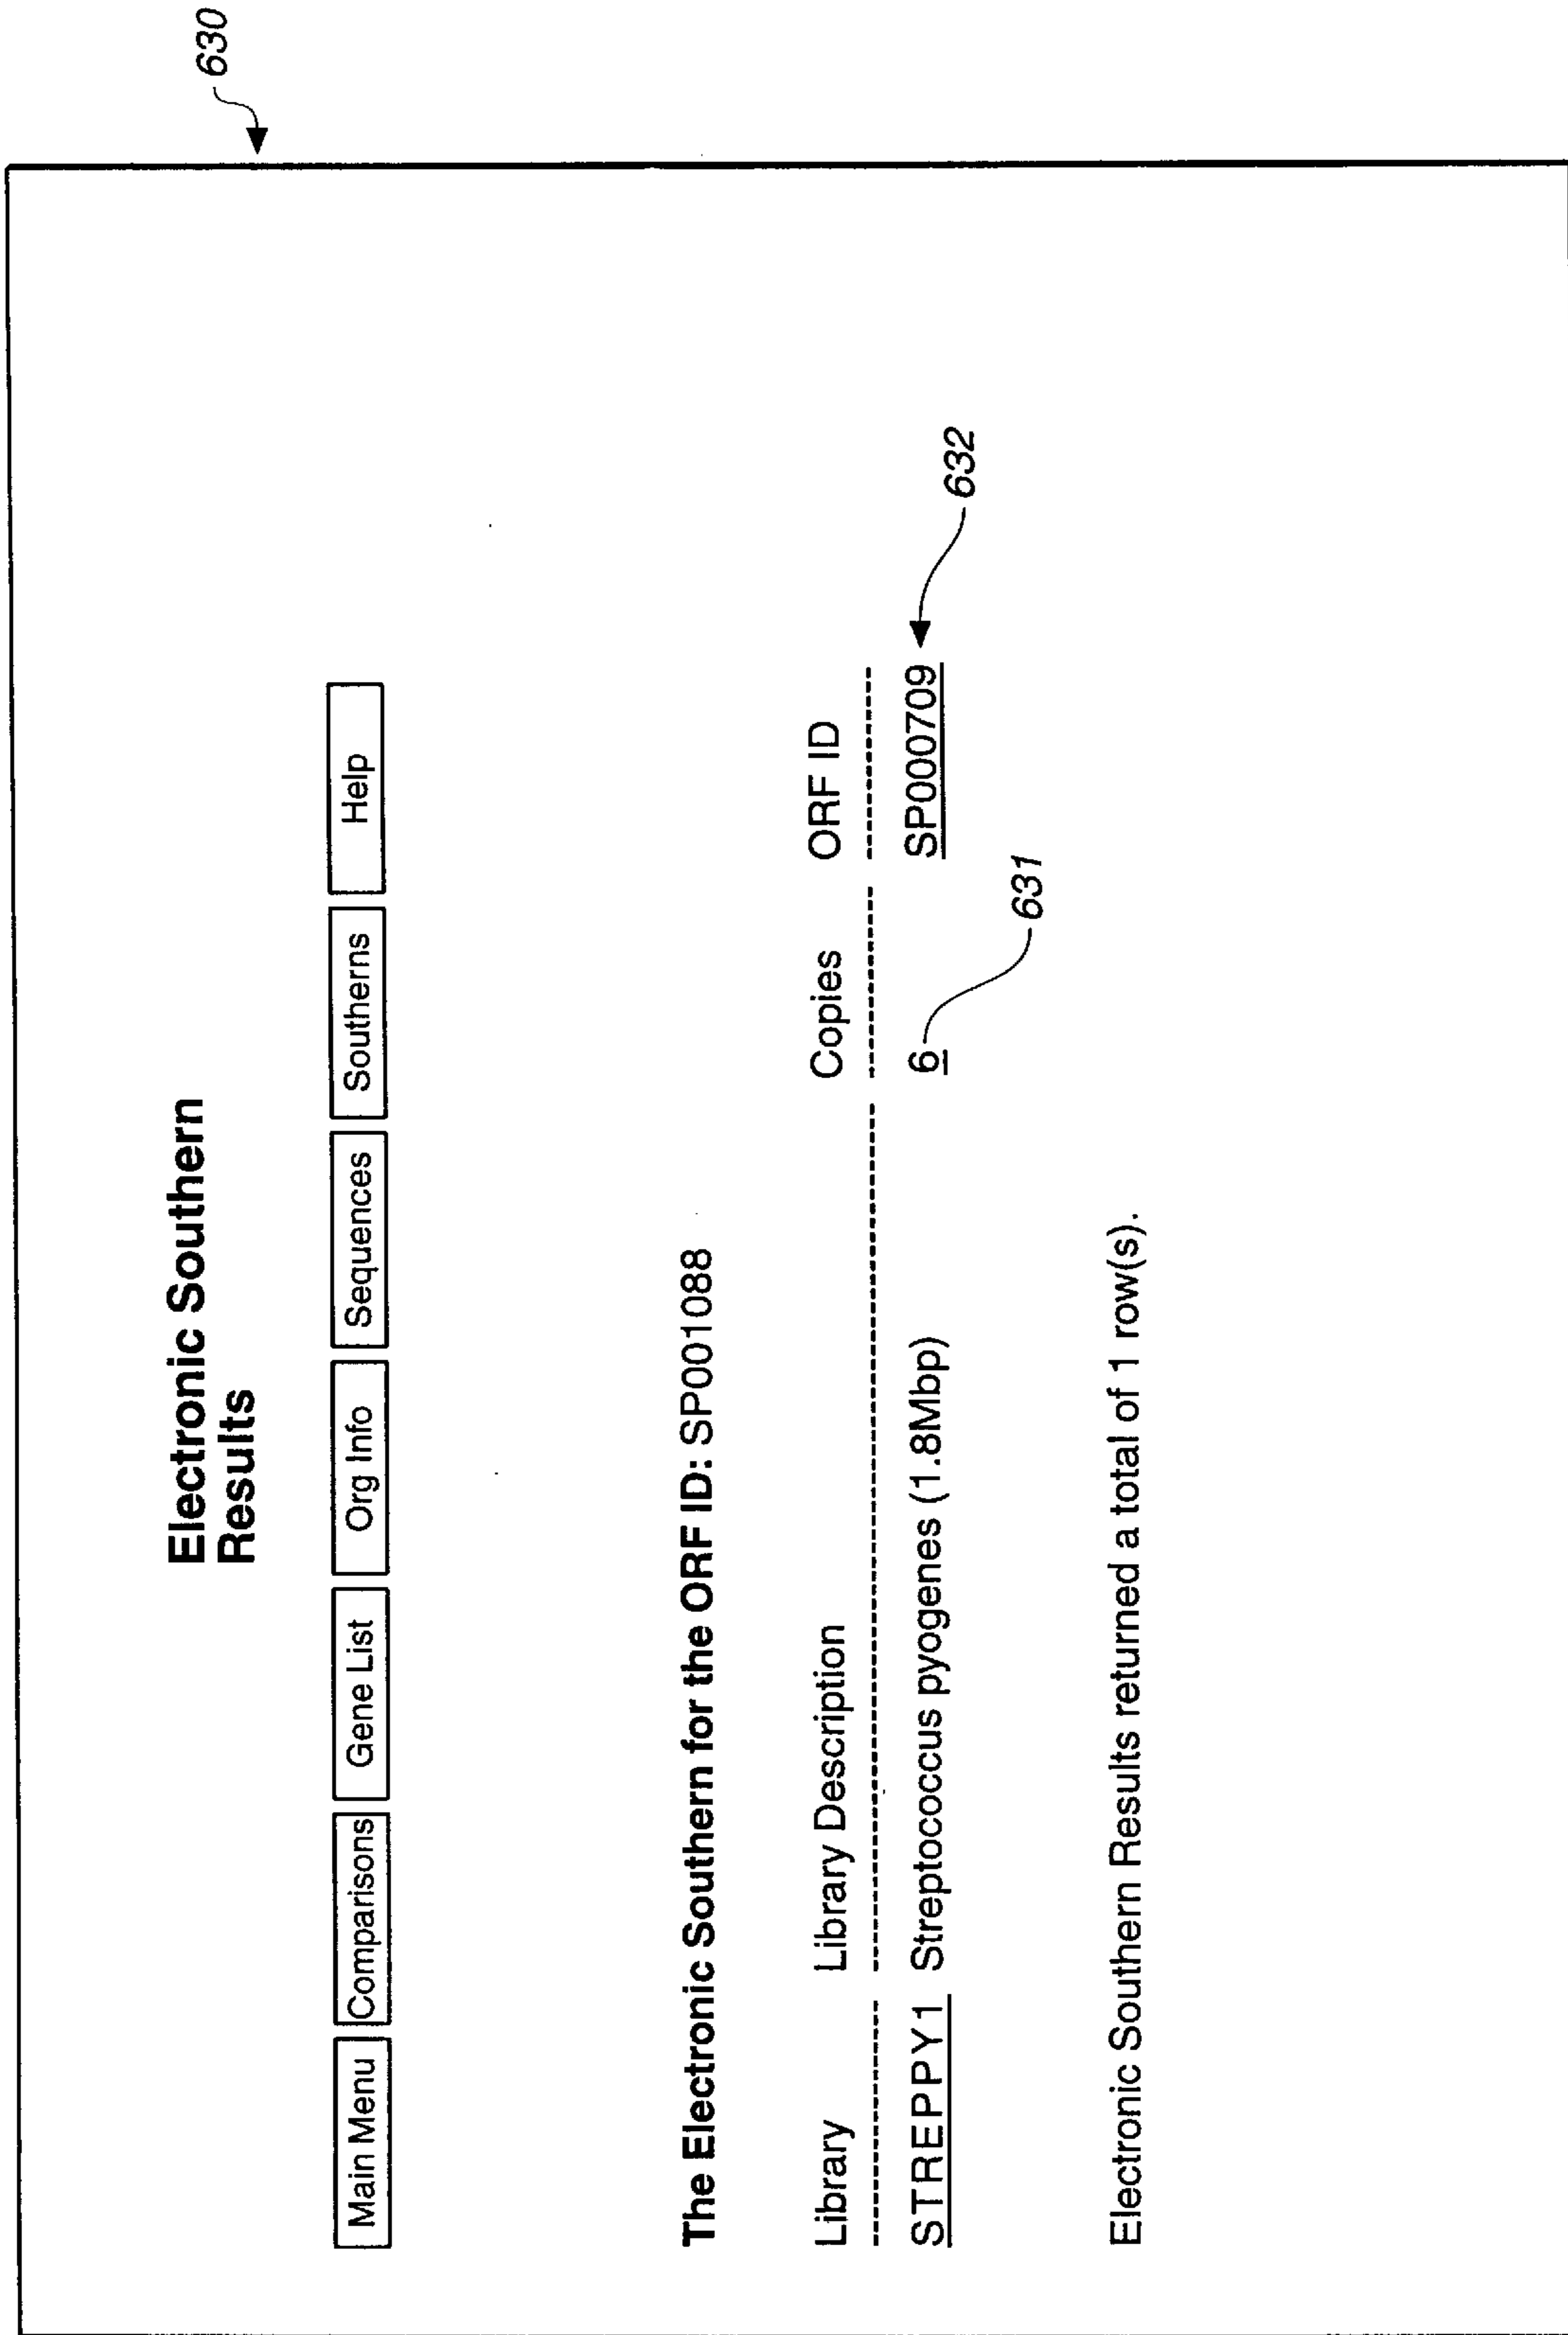 630
Electronic Southern
Results
Main Menu Comparisons Gene List Org Info Sequences Southerns Help
The Electronic Southern for the ORF ID: SP001088
Library Library Description Copies ORF ID
STREPPY1 Streptococcus pyogenes (1.8Mbp) 6 SP000709
632
631
Electronic Southern Results returned a total of 1 row(s).